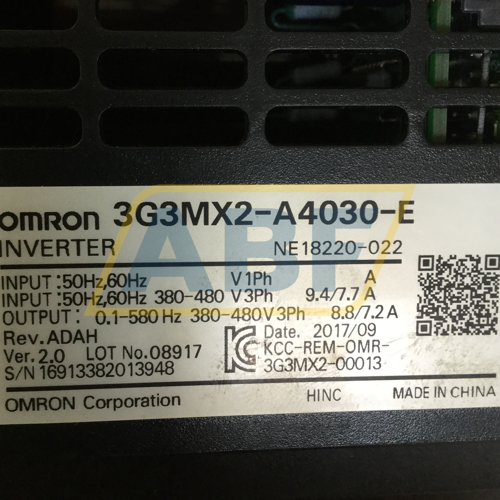 OMRON 3G3MX2-A4030-E
INVERTER NE18220-022
INPUT :50Hz,60Hz V1Ph A
INPUT :50Hz,60Hz 380-480 V3Ph 9.4/7.7 A
OUTPUT: 0.1-580 Hz 380-480V3Ph 8.8/7.2 A
Rev. ADAH Date. 2017/09
Ver. 2.0 LOT No. 08917 KCC-REM-OMR-
S/N 16913382013948 3G3MX2-00013
OMRON Corporation HINC MADE IN CHINA
ABF